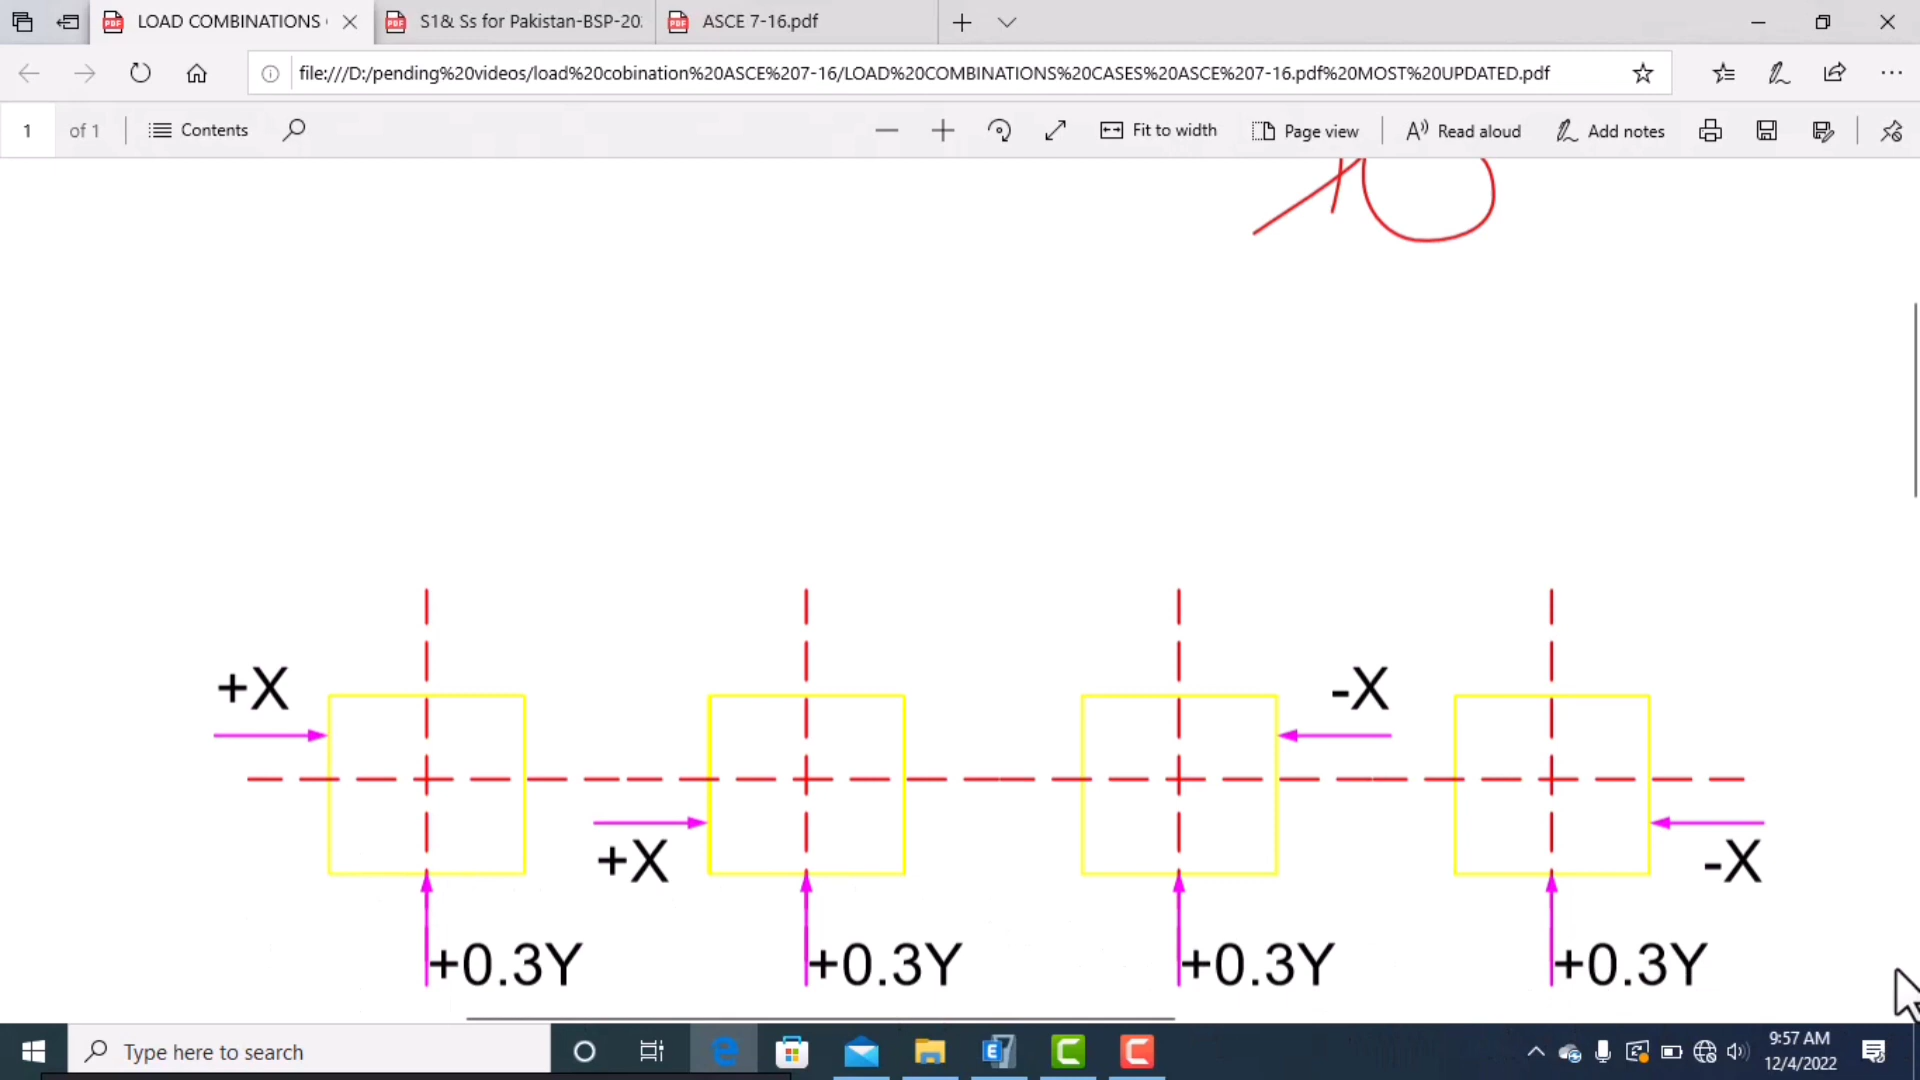 LOAD COMBINATIONS
S1& Ss for Pakistan-BSP-20
ASCE 7-16.pdf
file:///D:/pending%20videos/load%20cobination%20ASCE%207-16/LOAD%20COMBINATIONS%20CASES%20ASCE%207-16.pdf%20MOST%20UPDATED.pdf
1 of 1 Contents Fit to width Page view Read aloud Add notes
+X
-X
+X
-X
+0.3Y +0.3Y +0.3Y +0.3Y
Type here to search
9:57 AM
12/4/2022